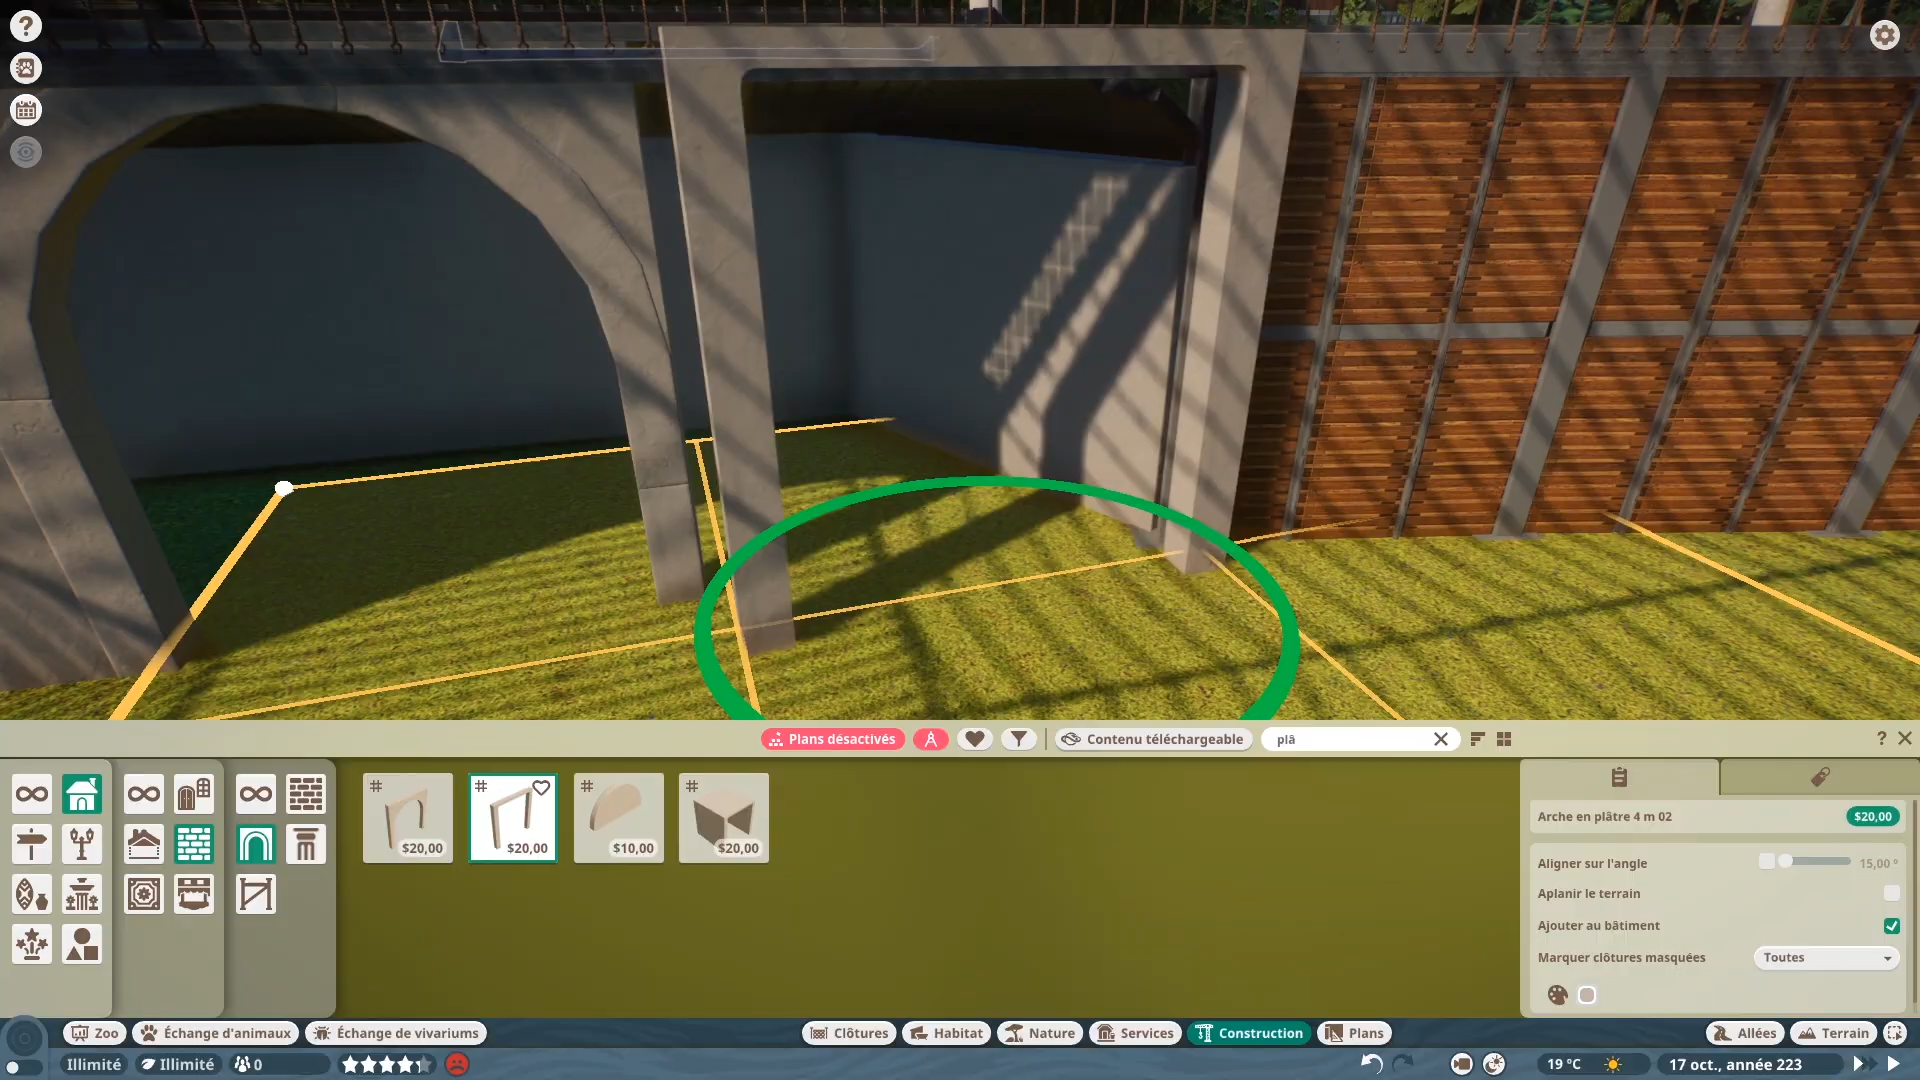 Plans désactivés
Contenu téléchargeable
plâ
?
$20,00
$20,00
$10,00
$20,00
Arche en plâtre 4 m 02
$20,00
Aligner sur l'angle
15,00 °
Aplanir le terrain
Ajouter au bâtiment
Marquer clôtures masquées
Toutes
Zoo
Échange d'animaux
Échange de vivariums
Clôtures
Habitat
Nature
Services
Construction
Plans
Allées
Terrain
Illimité
Illimité
0
19 °C
17 oct., année 223